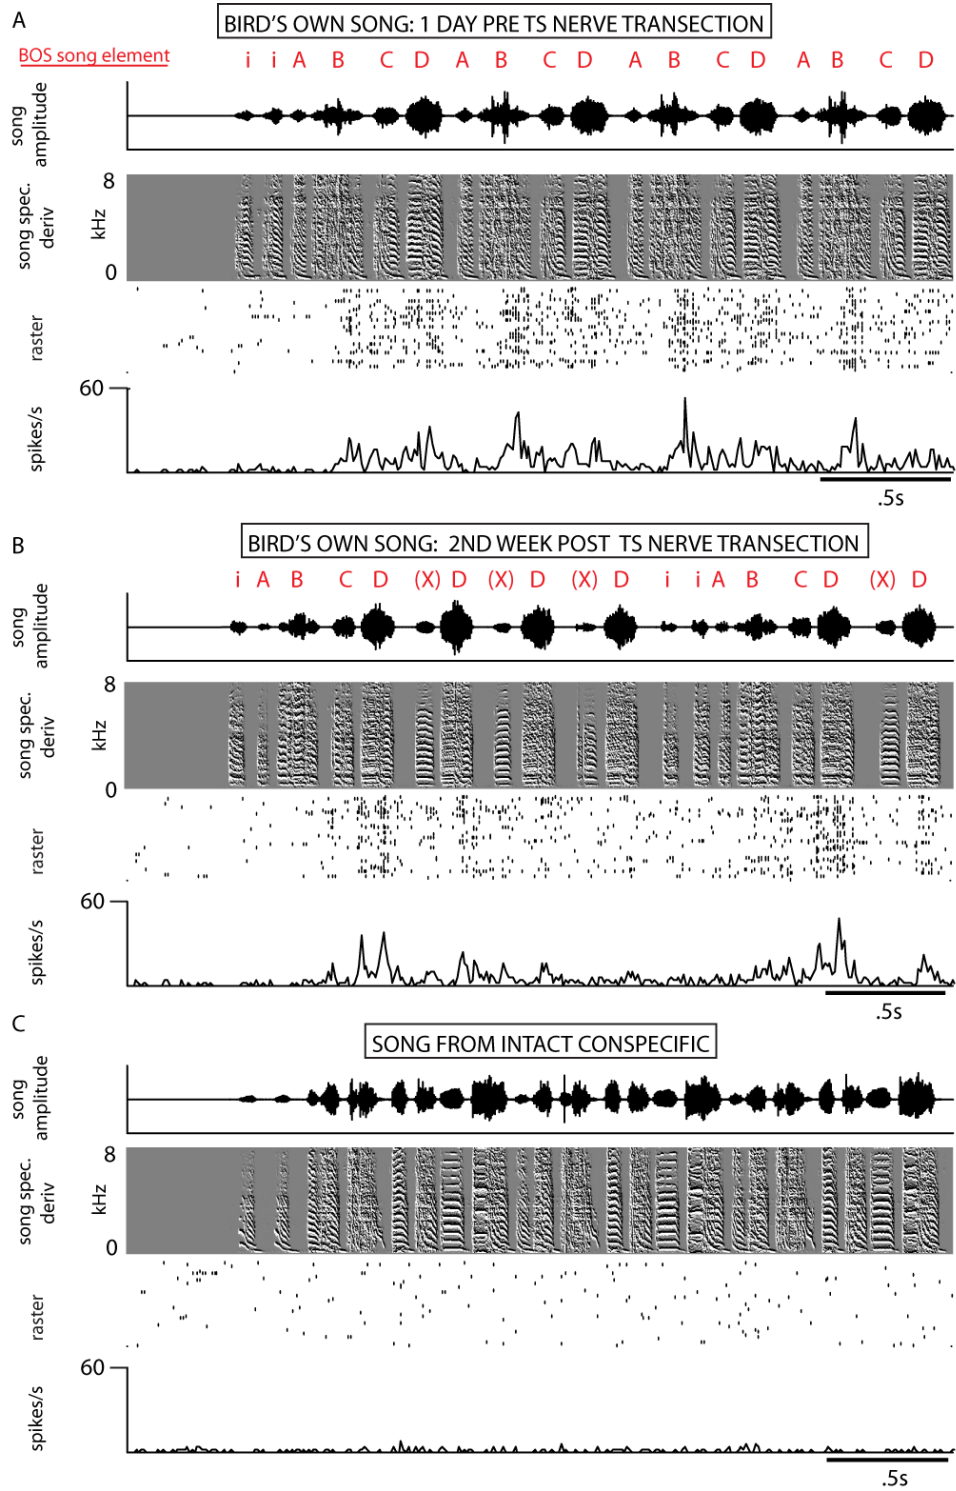 A
BIRD'S OWN SONG: 1 DAY PRE TS NERVE TRANSECTION
BOS song element
i i A B C D A B C D A B C D A B C D
song
amplitude
song spec.
deriv
kHz
8
0
raster
60
spikes/s
.5s
B
BIRD'S OWN SONG: 2ND WEEK POST TS NERVE TRANSECTION
i A B C D (X) D (X) D (X) D i i A B C D (X) D
song
amplitude
song spec.
deriv
kHz
8
0
raster
60
spikes/s
.5s
C
SONG FROM INTACT CONSPECIFIC
song
amplitude
song spec.
deriv
kHz
8
0
raster
60
spikes/s
.5s